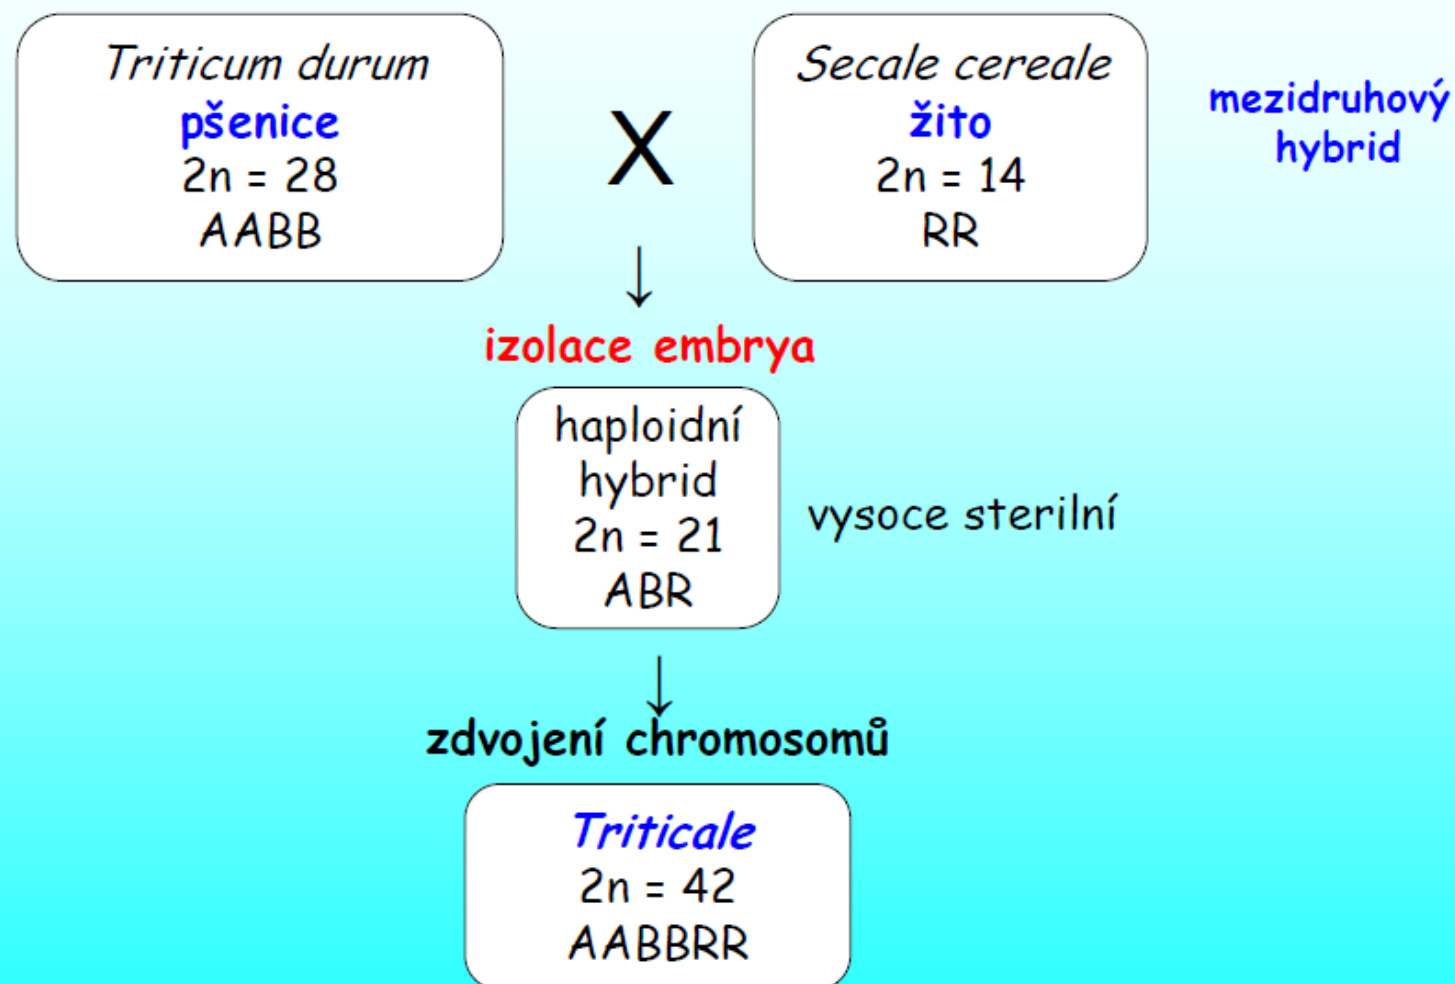 Triticum durum
pšenice
2n = 28
AABB
X
Secale cereale
žito
2n = 14
RR
mezidruhový
hybrid
↓
izolace embrya
haploidní
hybrid
2n = 21
ABR
vysoce sterilní
↓
zdvojení chromosomů
Triticale
2n = 42
AABBRR